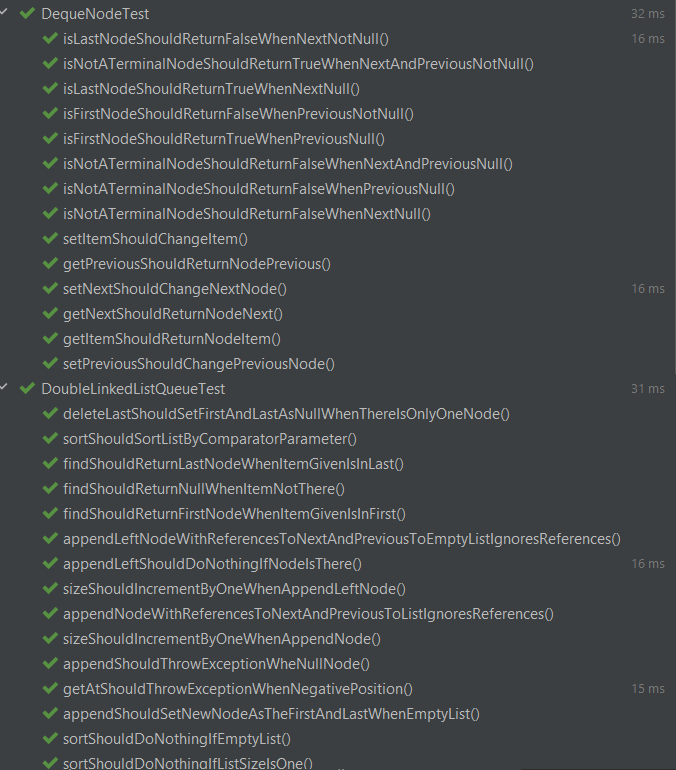 DequeNodeTest 32 ms
isLastNodeShouldReturnFalseWhenNextNotNull() 16 ms
isNotATerminalNodeShouldReturnTrueWhenNextAndPreviousNotNull()
isLastNodeShouldReturnTrueWhenNextNull()
isFirstNodeShouldReturnFalseWhenPreviousNotNull()
isFirstNodeShouldReturnTrueWhenPreviousNull()
isNotATerminalNodeShouldReturnFalseWhenNextAndPreviousNull()
isNotATerminalNodeShouldReturnFalseWhenPreviousNull()
isNotATerminalNodeShouldReturnFalseWhenNextNull()
setItemShouldChangeItem()
getPreviousShouldReturnNodePrevious()
setNextShouldChangeNextNode() 16 ms
getNextShouldReturnNodeNext()
getItemShouldReturnNodeItem()
setPreviousShouldChangePreviousNode()
DoubleLinkedListQueueTest 31 ms
deleteLastShouldSetFirstAndLastAsNullWhenThereIsOnlyOneNode()
sortShouldSortListByComparatorParameter()
findShouldReturnLastNodeWhenItemGivenIsInLast()
findShouldReturnNullWhenItemNotThere()
findShouldReturnFirstNodeWhenItemGivenIsInFirst()
appendLeftNodeWithReferencesToNextAndPreviousToEmptyListIgnoresReferences()
appendLeftShouldDoNothingIfNodeIsThere() 16 ms
sizeShouldIncrementByOneWhenAppendLeftNode()
appendNodeWithReferencesToNextAndPreviousToListIgnoresReferences()
sizeShouldIncrementByOneWhenAppendNode()
appendShouldThrowExceptionWheNullNode()
getAtShouldThrowExceptionWhenNegativePosition() 15 ms
appendShouldSetNewNodeAsTheFirstAndLastWhenEmptyList()
sortShouldDoNothingIfEmptyList()
sortShouldDoNothingIfListSizeIsOne()